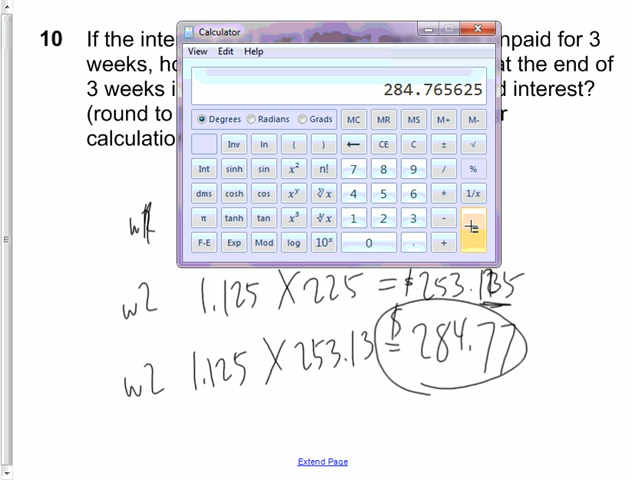 10 If the inte npaid for 3
weeks, ho at the end of
3 weeks i d interest?
(round to r
calculatio
Calculator
View Edit Help
284.765625
Degrees Radians Grads MC MR MS M+ M-
Inv ln ( ) ← CE C ± √
Int sinh sin x² n! 7 8 9 / %
dms cosh cos xʸ ʸ√x 4 5 6 * 1/x
π tanh tan x³ ³√x 1 2 3 - =
F-E Exp Mod log 10ˣ 0 . +
w2 1.125 X 225 = $253.125
w2 1.125 X 253.13 = $284.77
Extend Page